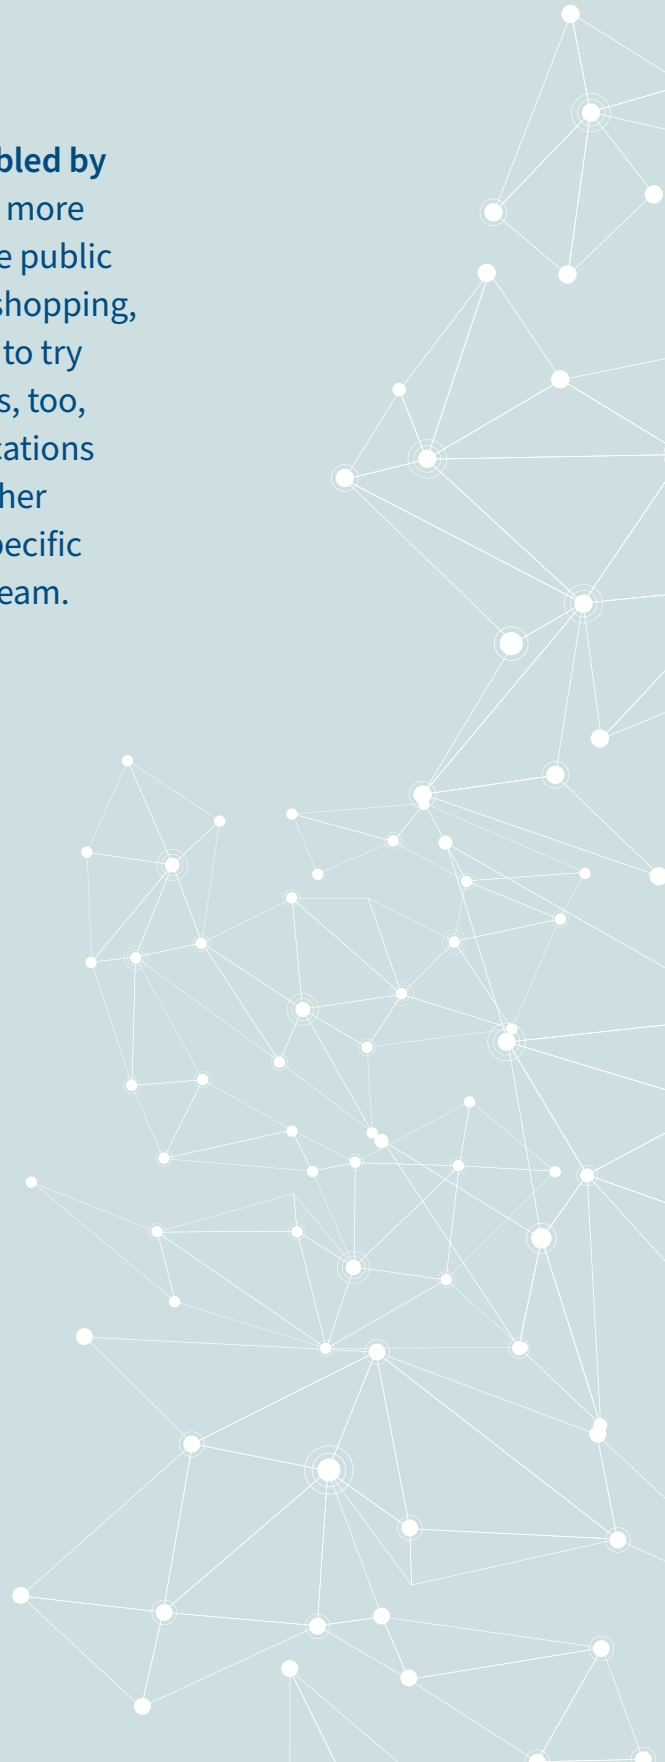 bled by
more
e public
shopping,
to try
s, too,
cations
her
pecific
eam.